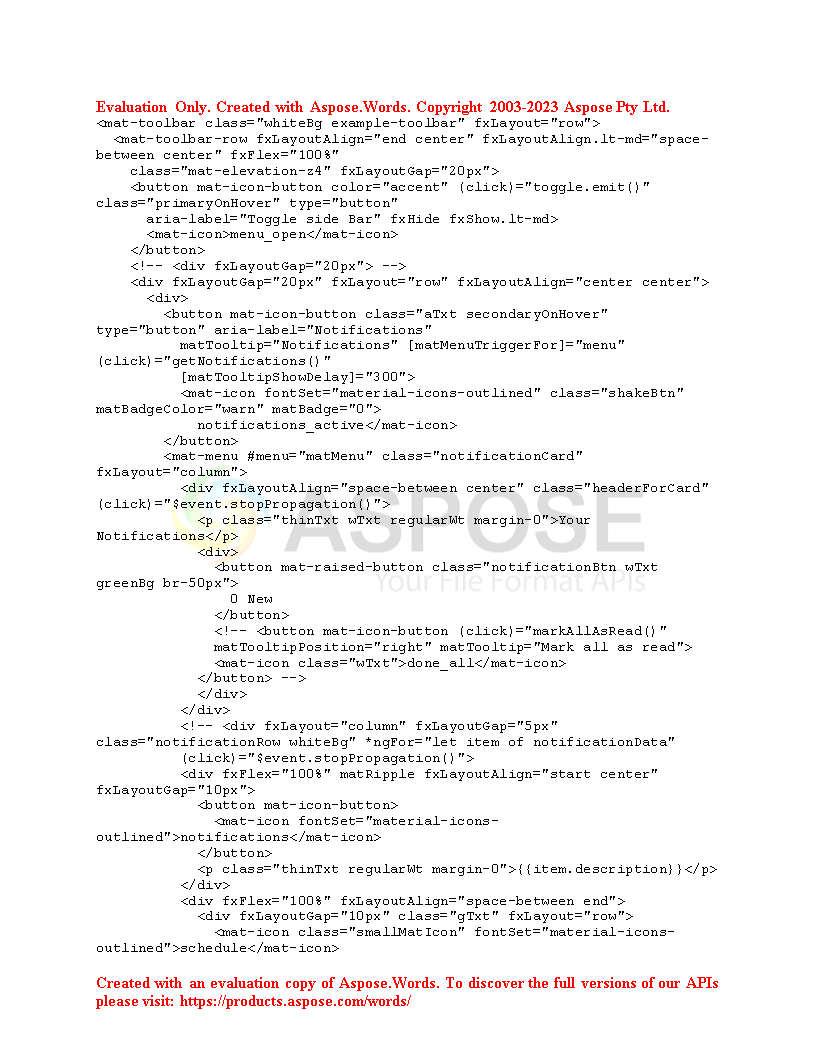 Evaluation Only. Created with Aspose.Words. Copyright 2003-2023 Aspose Pty Ltd.
<mat-toolbar class="whiteBg example-toolbar" fxLayout="row">
  <mat-toolbar-row fxLayoutAlign="end center" fxLayoutAlign.lt-md="space-
between center" fxFlex="100%"
    class="mat-elevation-z4" fxLayoutGap="20px">
    <button mat-icon-button color="accent" (click)="toggle.emit()"
class="primaryOnHover" type="button"
      aria-label="Toggle side Bar" fxHide fxShow.lt-md>
      <mat-icon>menu_open</mat-icon>
    </button>
    <!-- <div fxLayoutGap="20px"> -->
    <div fxLayoutGap="20px" fxLayout="row" fxLayoutAlign="center center">
      <div>
        <button mat-icon-button class="aTxt secondaryOnHover"
type="button" aria-label="Notifications"
          matTooltip="Notifications" [matMenuTriggerFor]="menu"
(click)="getNotifications()"
          [matTooltipShowDelay]="300">
          <mat-icon fontSet="material-icons-outlined" class="shakeBtn"
matBadgeColor="warn" matBadge="0">
            notifications_active</mat-icon>
        </button>
        <mat-menu #menu="matMenu" class="notificationCard"
fxLayout="column">
          <div fxLayoutAlign="space-between center" class="headerForCard"
(click)="$event.stopPropagation()">
            <p class="thinTxt wTxt regularWt margin-0">Your
Notifications</p>
            <div>
              <button mat-raised-button class="notificationBtn wTxt
greenBg br-50px">
                0 New
              </button>
              <!-- <button mat-icon-button (click)="markAllAsRead()"
              matTooltipPosition="right" matTooltip="Mark all as read">
              <mat-icon class="wTxt">done_all</mat-icon>
            </button> -->
            </div>
          </div>
          <!-- <div fxLayout="column" fxLayoutGap="5px"
class="notificationRow whiteBg" *ngFor="let item of notificationData"
          (click)="$event.stopPropagation()">
          <div fxFlex="100%" matRipple fxLayoutAlign="start center"
fxLayoutGap="10px">
            <button mat-icon-button>
              <mat-icon fontSet="material-icons-
outlined">notifications</mat-icon>
            </button>
            <p class="thinTxt regularWt margin-0">{{item.description}}</p>
          </div>
          <div fxFlex="100%" fxLayoutAlign="space-between end">
            <div fxLayoutGap="10px" class="gTxt" fxLayout="row">
              <mat-icon class="smallMatIcon" fontSet="material-icons-
outlined">schedule</mat-icon>
ASPOSE
Your File Format APIs
Created with an evaluation copy of Aspose.Words. To discover the full versions of our APIs
please visit: https://products.aspose.com/words/